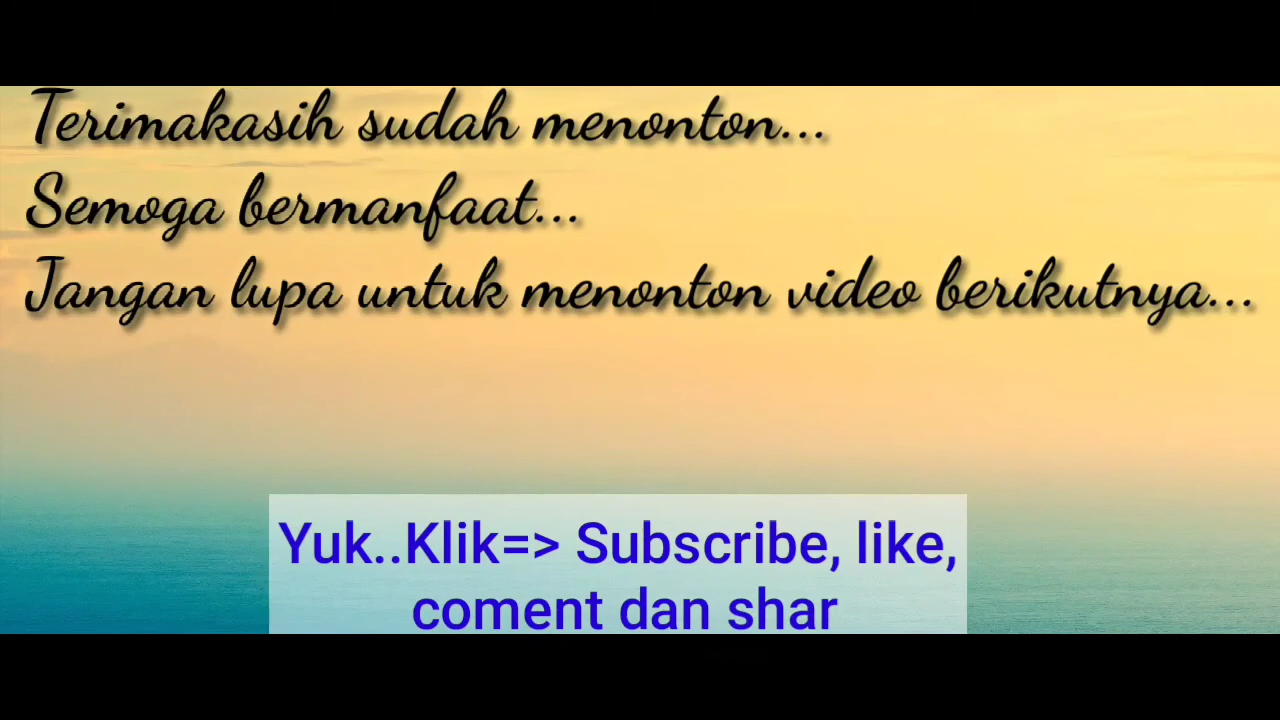 Terimakasih sudah menonton...
Semoga bermanfaat...
Jangan lupa untuk menonton video berikutnya...
Yuk..Klik=> Subscribe, like,
coment dan shar